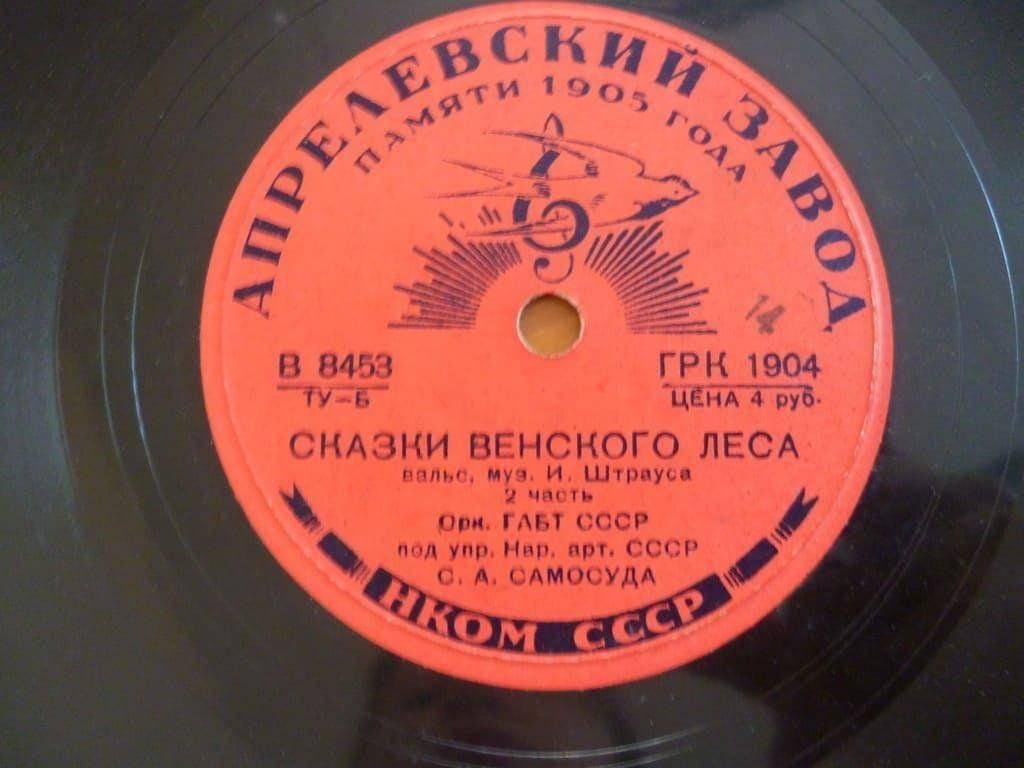 АПРЕЛЕВСКИЙ ЗАВОД
ПАМЯТИ 1905 ГОДА
14
В 8453
ТУ-Б
ГРК 1904
ЦЕНА 4 руб.
СКАЗКИ ВЕНСКОГО ЛЕСА
вальс, муз. И. Штрауса
2 часть
Орк. ГАБТ СССР
под упр. Нар. арт. СССР
С. А. САМОСУДА
НКОМ СССР